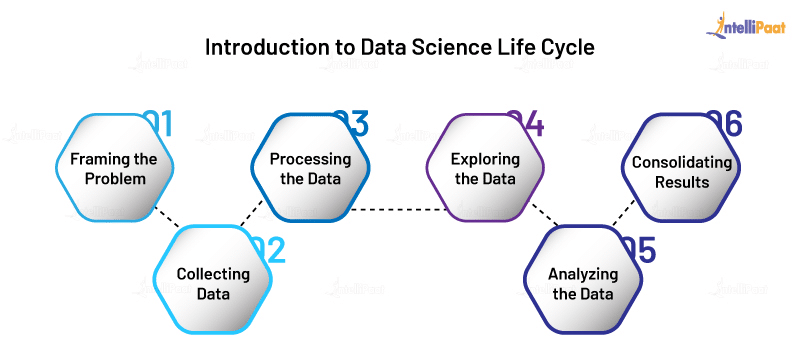 IntelliPaat
Introduction to Data Science Life Cycle
01
Framing the
Problem
02
Collecting
Data
03
Processing
the Data
04
Exploring
the Data
05
Analyzing
the Data
06
Consolidating
Results